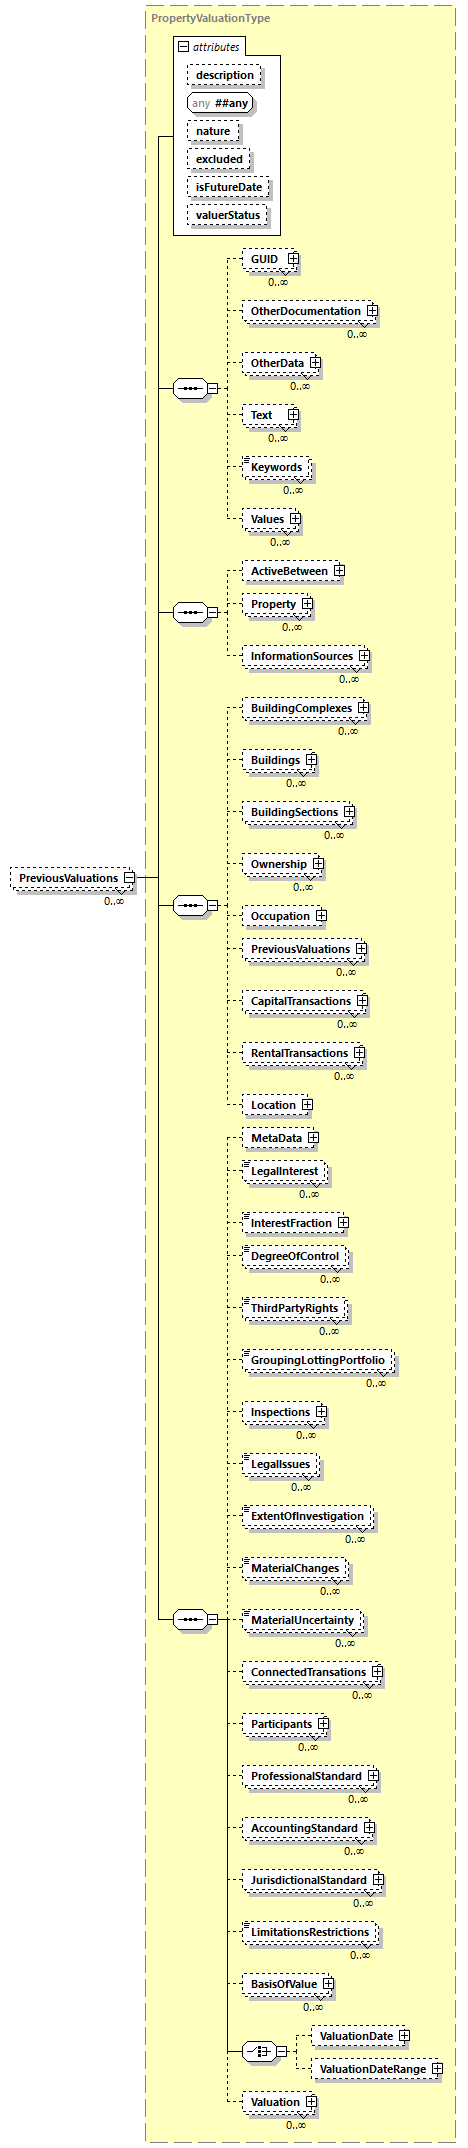 PropertyValuationType
attributes
description
any ##any
nature
excluded
isFutureDate
valuerStatus
GUID
0..∞
OtherDocumentation
0..∞
OtherData
0..∞
Text
0..∞
Keywords
0..∞
Values
0..∞
ActiveBetween
Property
0..∞
InformationSources
0..∞
BuildingComplexes
0..∞
Buildings
0..∞
BuildingSections
0..∞
Ownership
0..∞
PreviousValuations
0..∞
Occupation
PreviousValuations
0..∞
CapitalTransactions
0..∞
RentalTransactions
0..∞
Location
MetaData
LegalInterest
0..∞
InterestFraction
DegreeOfControl
0..∞
ThirdPartyRights
0..∞
GroupingLottingPortfolio
0..∞
Inspections
0..∞
LegalIssues
0..∞
ExtentOfInvestigation
0..∞
MaterialChanges
0..∞
MaterialUncertainty
0..∞
ConnectedTransations
0..∞
Participants
0..∞
ProfessionalStandard
0..∞
AccountingStandard
0..∞
JurisdictionalStandard
0..∞
LimitationsRestrictions
0..∞
BasisOfValue
0..∞
ValuationDate
ValuationDateRange
Valuation
0..∞